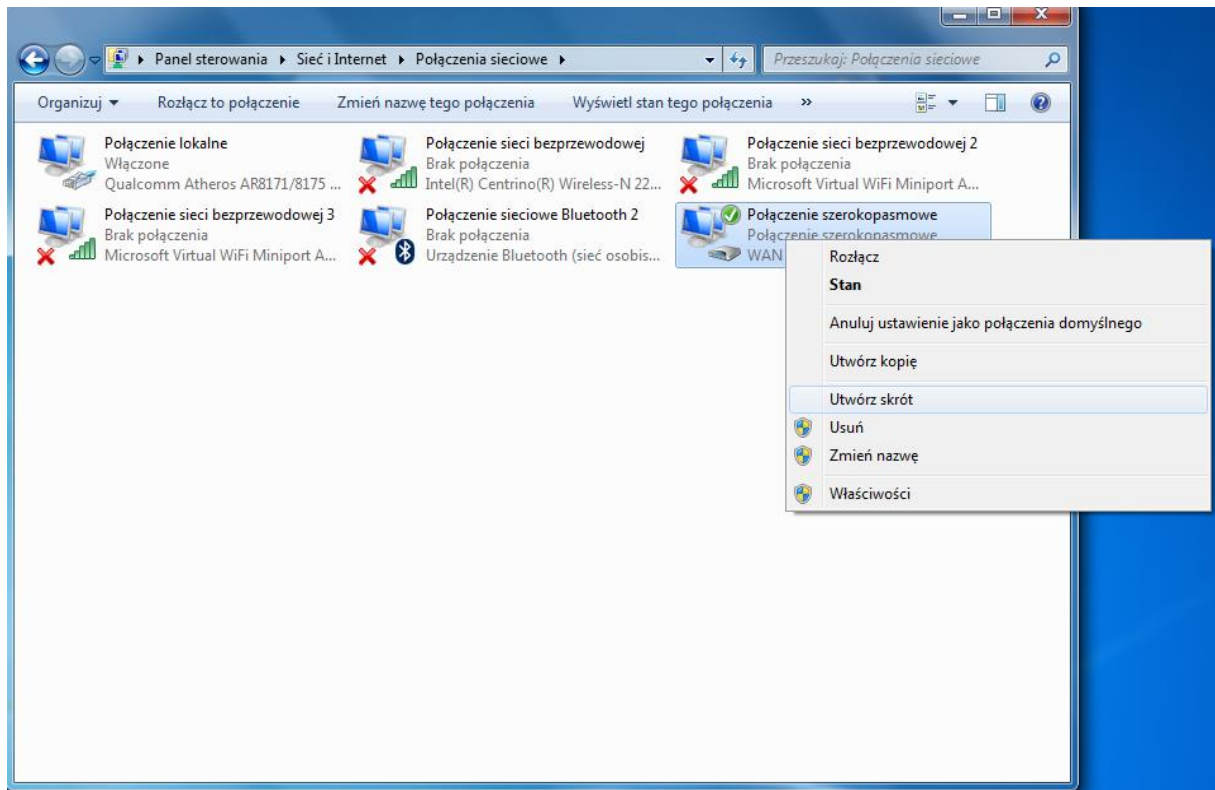 Panel sterowania Sieć i Internet Połączenia sieciowe Przeszukaj: Połączenia sieciowe
Organizuj Rozłącz to połączenie Zmień nazwę tego połączenia Wyświetl stan tego połączenia »
Połączenie lokalne
Włączone
Qualcomm Atheros AR8171/8175 ...
Połączenie sieci bezprzewodowej
Brak połączenia
Intel(R) Centrino(R) Wireless-N 22...
Połączenie sieci bezprzewodowej 2
Brak połączenia
Microsoft Virtual WiFi Miniport A...
Połączenie sieci bezprzewodowej 3
Brak połączenia
Microsoft Virtual WiFi Miniport A...
Połączenie sieciowe Bluetooth 2
Brak połączenia
Urządzenie Bluetooth (sieć osobis...
Połączenie szerokopasmowe
Połączenie szerokopasmowe
WAN
Rozłącz
Stan
Anuluj ustawienie jako połączenia domyślnego
Utwórz kopię
Utwórz skrót
Usuń
Zmień nazwę
Właściwości